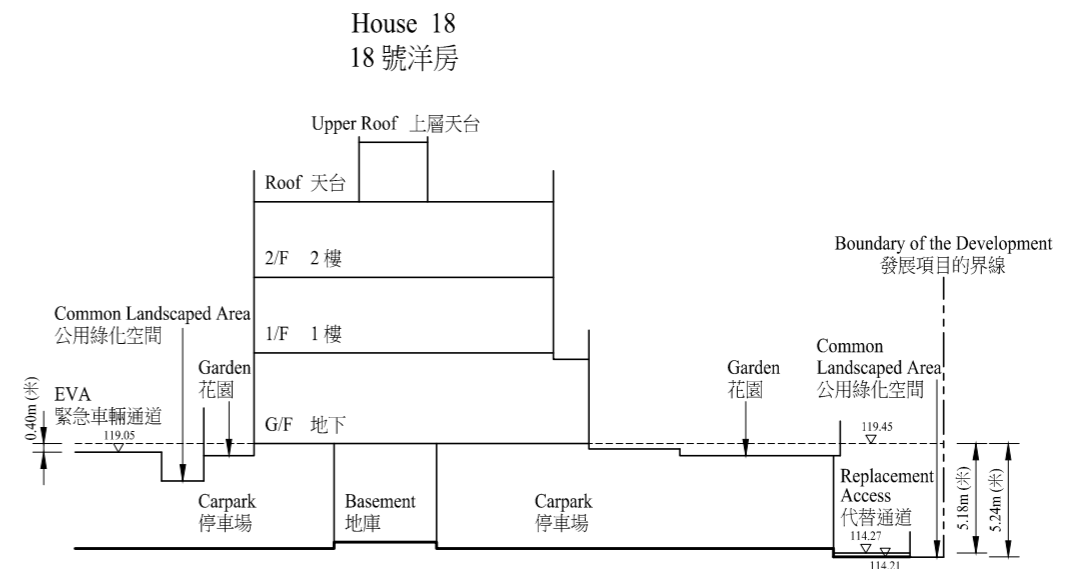 House 18
18 號洋房
Upper Roof 上層天台
Roof 天台
2/F 2 樓
Boundary of the Development
發展項目的界線
Common Landscaped Area
公用綠化空間
1/F 1 樓
Garden
花園
Garden
花園
Common
Landscaped Area
公用綠化空間
0.40m (米)
EVA
緊急車輛通道
119.05
G/F 地下
119.45
Carpark
停車場
Basement
地庫
Carpark
停車場
Replacement
Access
代替通道
114.27
114.21
5.18m (米)
5.24m (米)